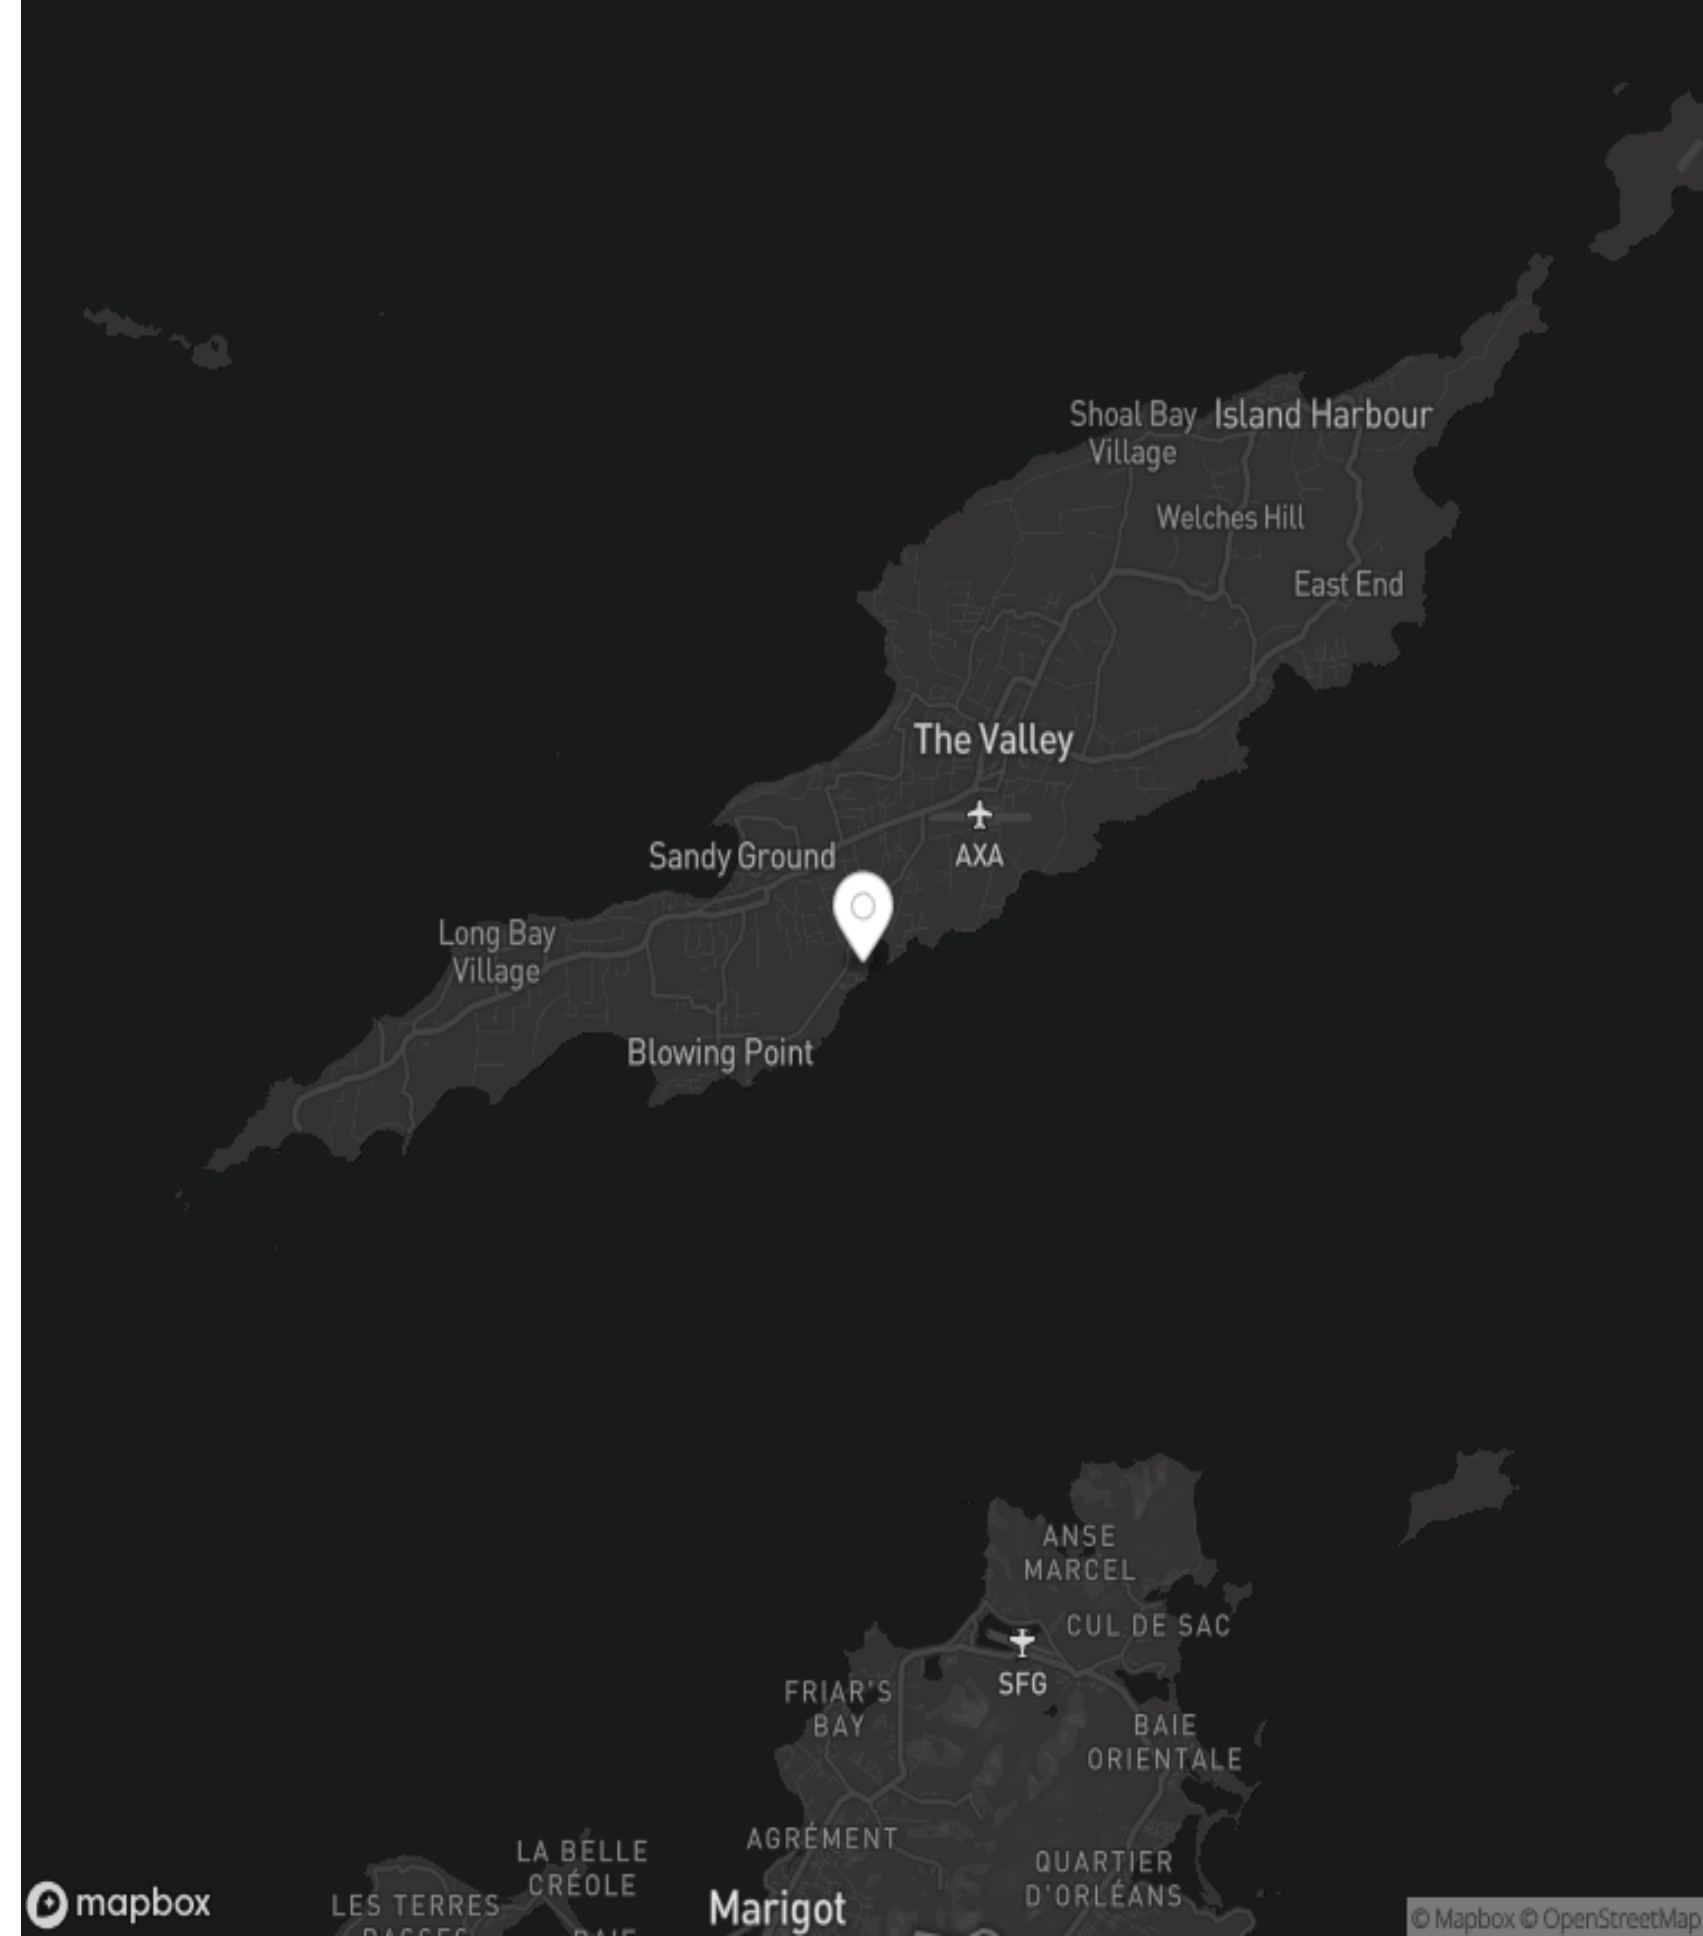 Shoal Bay
Village
Island Harbour
Welches Hill
East End
The Valley
AXA
Sandy Ground
Long Bay
Village
Blowing Point
ANSE
MARCEL
CUL DE SAC
SFG
FRIAR'S
BAY
BAIE
ORIENTALE
AGRÉMENT
LA BELLE
CRÉOLE
QUARTIER
D'ORLÉANS
LES TERRES
BASSES
BAIE
Marigot
mapbox
© Mapbox © OpenStreetMap